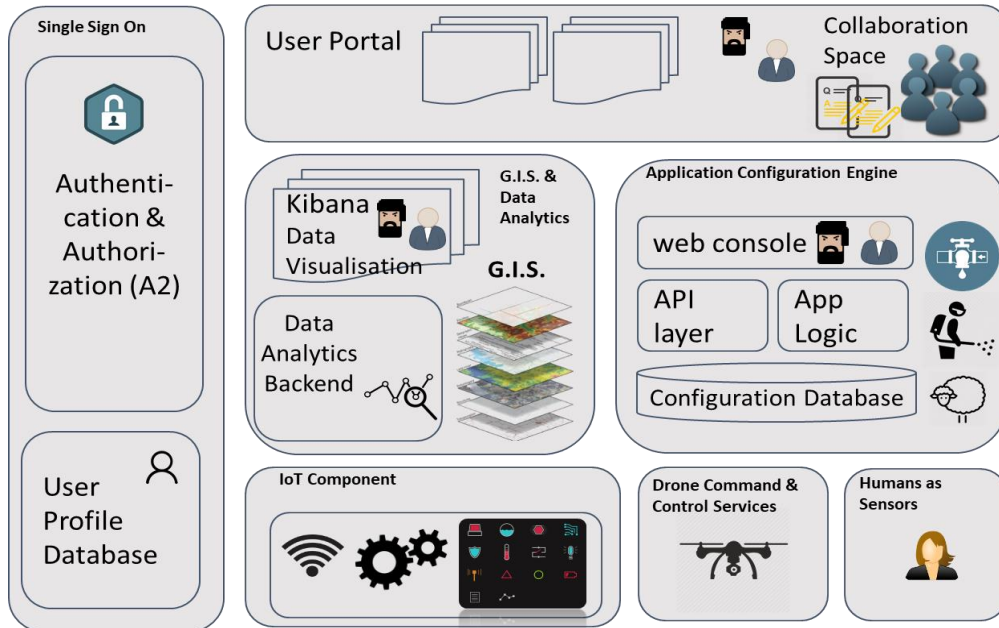 Single Sign On
Authenti-
cation &
Authori-
zation (A2)
User
Profile
Database
User Portal
Collaboration
Space
Q
A
Q
G.I.S. &
Data
Analytics
Kibana
Data
Visualisation
G.I.S.
Data
Analytics
Backend
Application Configuration Engine
web console
API
layer
App
Logic
Configuration Database
IoT Component
Drone Command &
Control Services
Humans as
Sensors